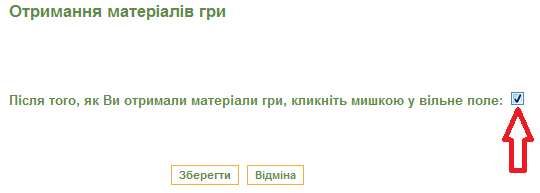 Отримання матеріалів гри
Після того, як Ви отримали матеріали гри, кликніть мишкою у вільне поле:
Зберегти Відміна